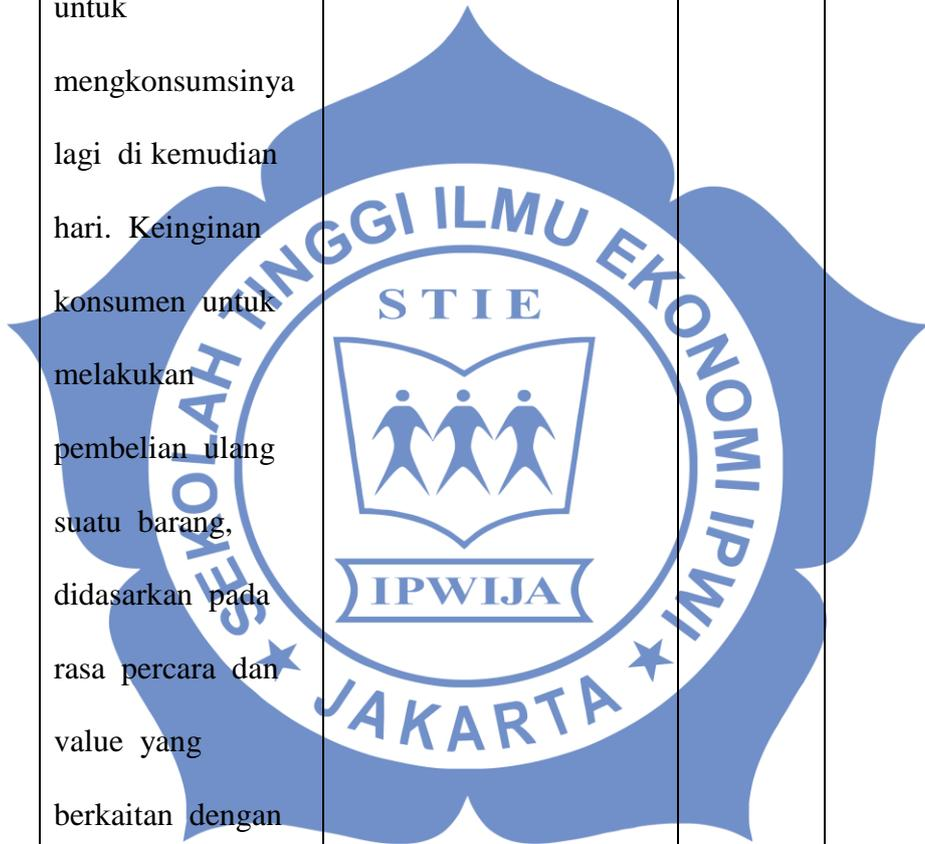 untuk
mengkonsumsinya
lagi di kemudian
hari. Keinginan
konsumen untuk
melakukan
pembelian ulang
suatu barang,
didasarkan pada
rasa percara dan
value yang
berkaitan dengan
SEKOLAH TINGGI ILMU EKONOMI IPWI
STIE
IPWIJA
JAKARTA